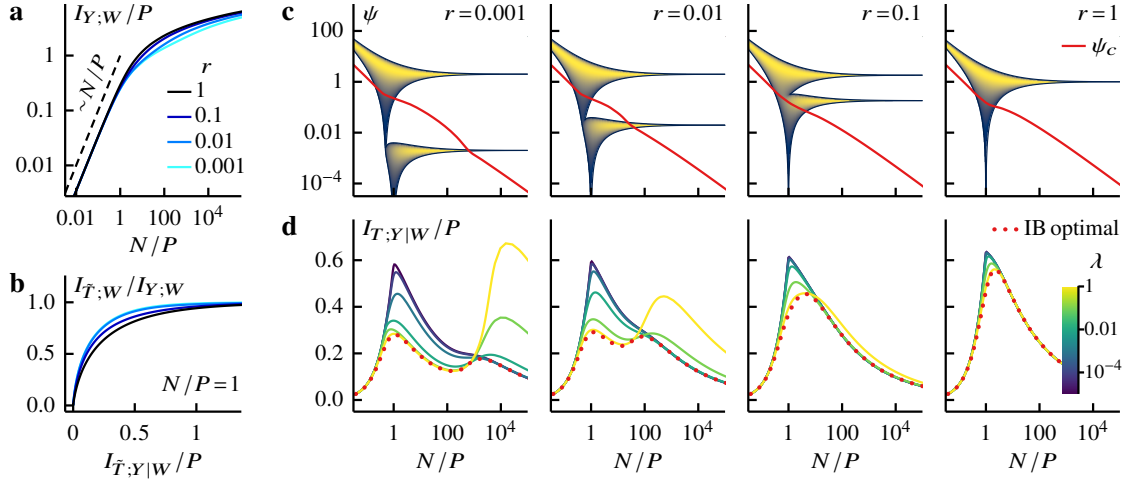 a
I_{Y;W}/P
1
0.1
0.01
~N/P
r
1
0.1
0.01
0.001
0.01 1 100 10^4
N/P
b
I_{T̃;W}/I_{Y;W}
1.0
0.5
0.0
N/P=1
0 0.5 1
I_{T̃;Y|W}/P
c
ψ
100
1
0.01
10^{−4}
r=0.001
r=0.01
r=0.1
r=1
ψ_c
d
I_{T;Y|W}/P
0.6
0.4
0.2
0.0
IB optimal
λ
1
0.01
10^{−4}
1 100 10^4
N/P
1 100 10^4
N/P
1 100 10^4
N/P
1 100 10^4
N/P